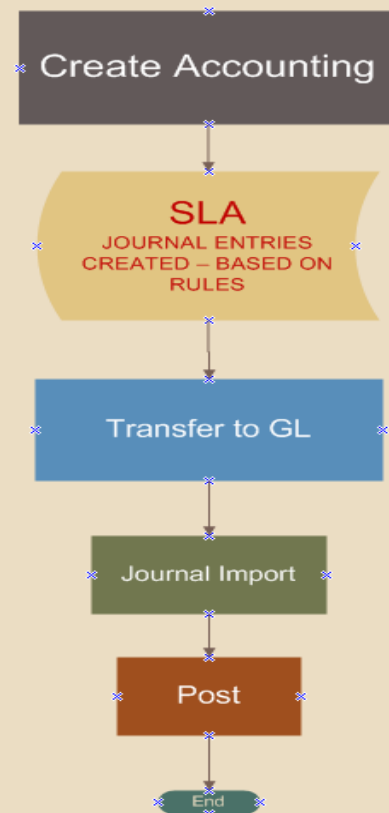 Create Accounting
SLA
JOURNAL ENTRIES
CREATED – BASED ON
RULES
Transfer to GL
Journal Import
Post
End